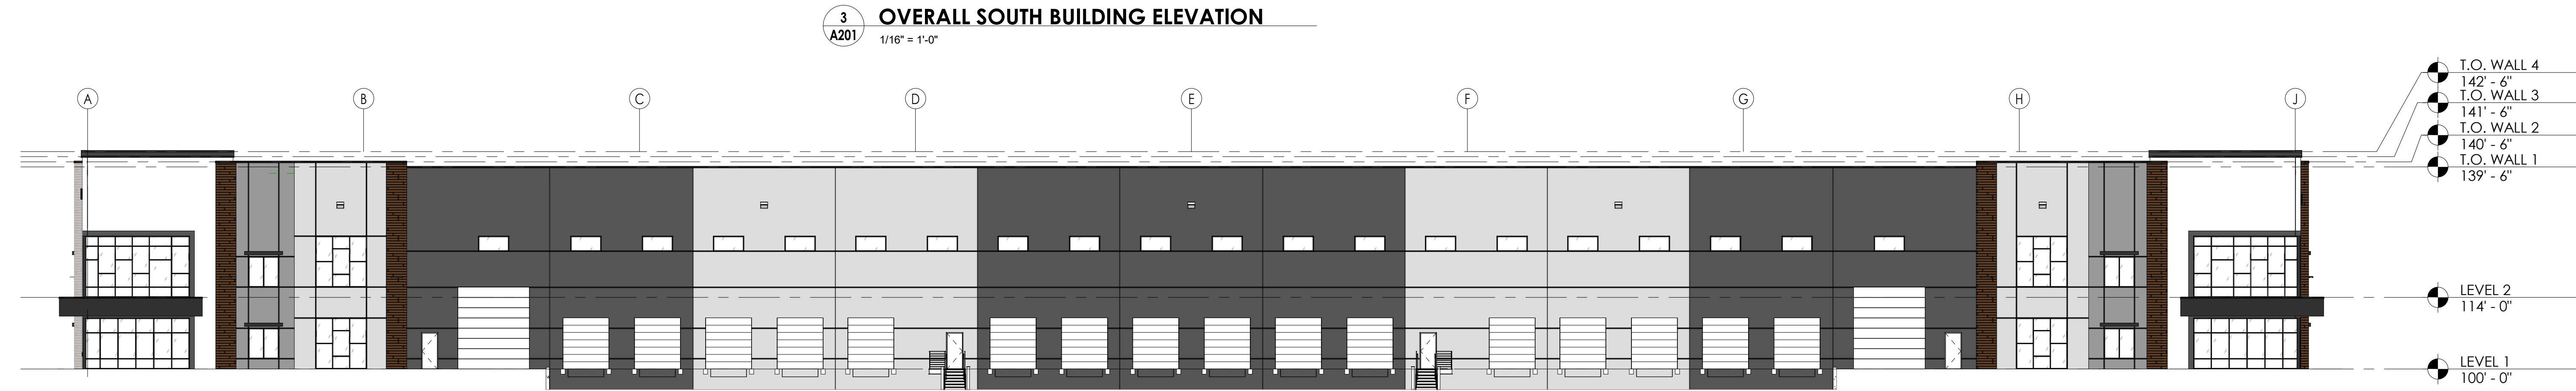 3
A201
OVERALL SOUTH BUILDING ELEVATION
1/16" = 1'-0"
A B C D E F G H J
T.O. WALL 4
142' - 6"
T.O. WALL 3
141' - 6"
T.O. WALL 2
140' - 6"
T.O. WALL 1
139' - 6"
LEVEL 2
114' - 0"
LEVEL 1
100' - 0"